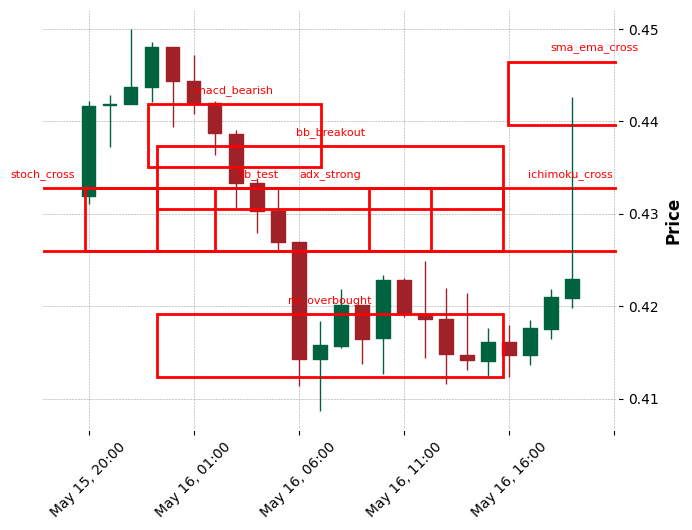 0.45
sma_ema_cross
macd_bearish
0.44
bb_breakout
stoch_cross
bb_test
adx_strong
ichimoku_cross
0.43
Price
0.42
rsi_overbought
0.41
May 15, 20:00
May 16, 01:00
May 16, 06:00
May 16, 11:00
May 16, 16:00